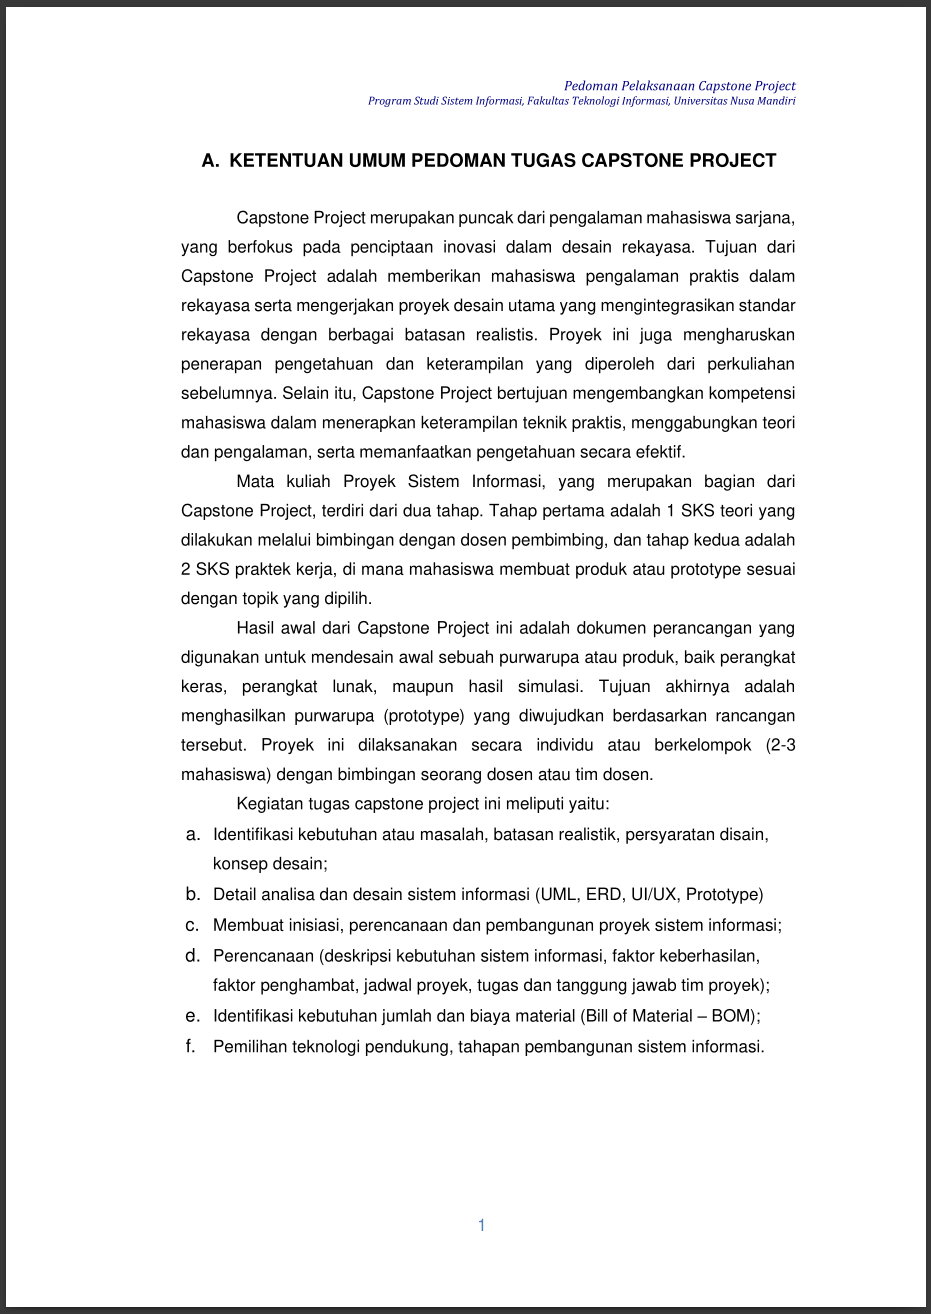 Pedoman Pelaksanaan Capstone Project
Program Studi Sistem Informasi, Fakultas Teknologi Informasi, Universitas Nusa Mandiri
A. KETENTUAN UMUM PEDOMAN TUGAS CAPSTONE PROJECT
Capstone Project merupakan puncak dari pengalaman mahasiswa sarjana,
yang berfokus pada penciptaan inovasi dalam desain rekayasa. Tujuan dari
Capstone Project adalah memberikan mahasiswa pengalaman praktis dalam
rekayasa serta mengerjakan proyek desain utama yang mengintegrasikan standar
rekayasa dengan berbagai batasan realistis. Proyek ini juga mengharuskan
penerapan pengetahuan dan keterampilan yang diperoleh dari perkuliahan
sebelumnya. Selain itu, Capstone Project bertujuan mengembangkan kompetensi
mahasiswa dalam menerapkan keterampilan teknik praktis, menggabungkan teori
dan pengalaman, serta memanfaatkan pengetahuan secara efektif.
Mata kuliah Proyek Sistem Informasi, yang merupakan bagian dari
Capstone Project, terdiri dari dua tahap. Tahap pertama adalah 1 SKS teori yang
dilakukan melalui bimbingan dengan dosen pembimbing, dan tahap kedua adalah
2 SKS praktek kerja, di mana mahasiswa membuat produk atau prototype sesuai
dengan topik yang dipilih.
Hasil awal dari Capstone Project ini adalah dokumen perancangan yang
digunakan untuk mendesain awal sebuah purwarupa atau produk, baik perangkat
keras, perangkat lunak, maupun hasil simulasi. Tujuan akhirnya adalah
menghasilkan purwarupa (prototype) yang diwujudkan berdasarkan rancangan
tersebut. Proyek ini dilaksanakan secara individu atau berkelompok (2-3
mahasiswa) dengan bimbingan seorang dosen atau tim dosen.
Kegiatan tugas capstone project ini meliputi yaitu:
a. Identifikasi kebutuhan atau masalah, batasan realistik, persyaratan disain,
konsep desain;
b. Detail analisa dan desain sistem informasi (UML, ERD, UI/UX, Prototype)
c. Membuat inisiasi, perencanaan dan pembangunan proyek sistem informasi;
d. Perencanaan (deskripsi kebutuhan sistem informasi, faktor keberhasilan,
faktor penghambat, jadwal proyek, tugas dan tanggung jawab tim proyek);
e. Identifikasi kebutuhan jumlah dan biaya material (Bill of Material – BOM);
f. Pemilihan teknologi pendukung, tahapan pembangunan sistem informasi.
1